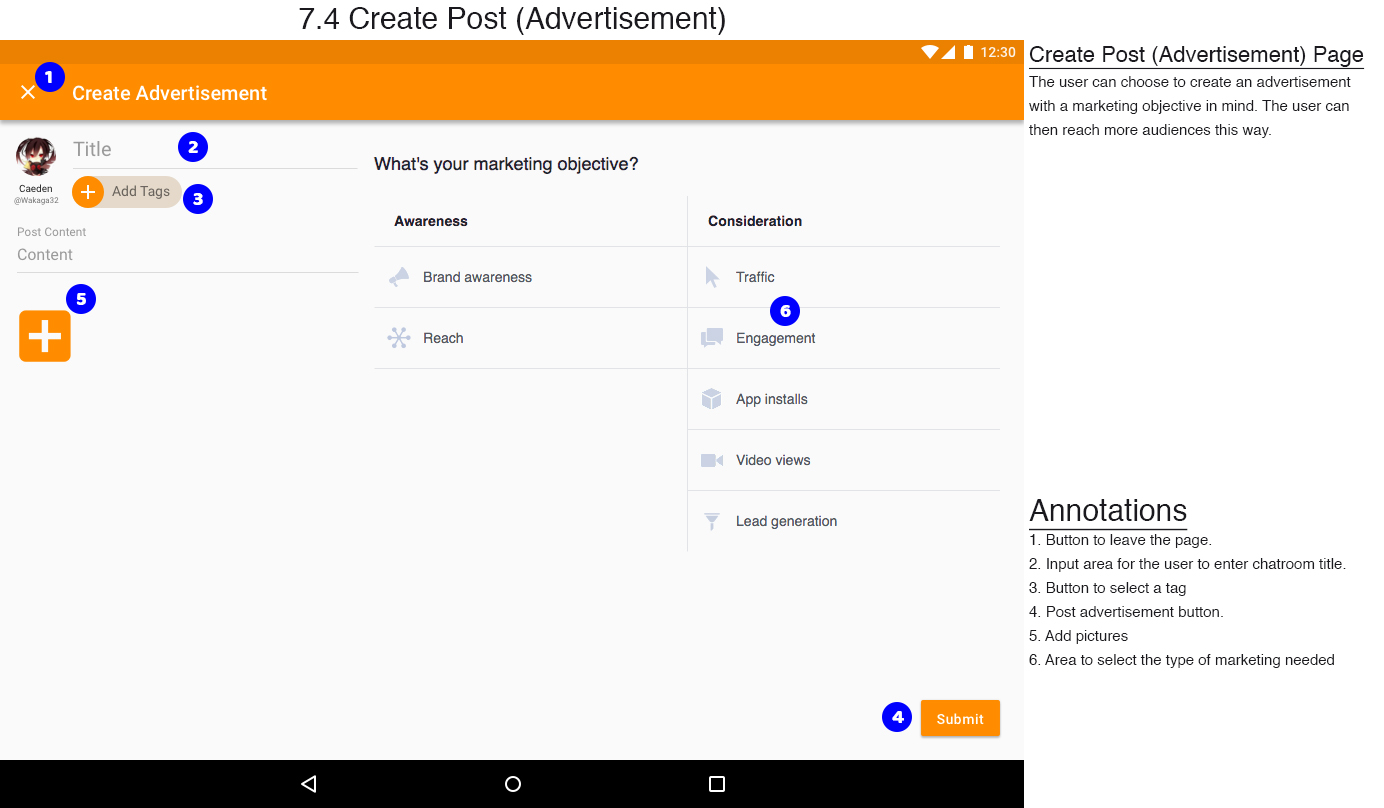 7.4 Create Post (Advertisement)
12:30
1
Create Advertisement
Title
2
Caeden
@Wakaga32
Add Tags
3
Post Content
Content
5
What's your marketing objective?
Awareness
Consideration
Brand awareness
Traffic
6
Reach
Engagement
App installs
Video views
Lead generation
4
Submit
Create Post (Advertisement) Page
The user can choose to create an advertisement
with a marketing objective in mind. The user can
then reach more audiences this way.
Annotations
1. Button to leave the page.
2. Input area for the user to enter chatroom title.
3. Button to select a tag
4. Post advertisement button.
5. Add pictures
6. Area to select the type of marketing needed